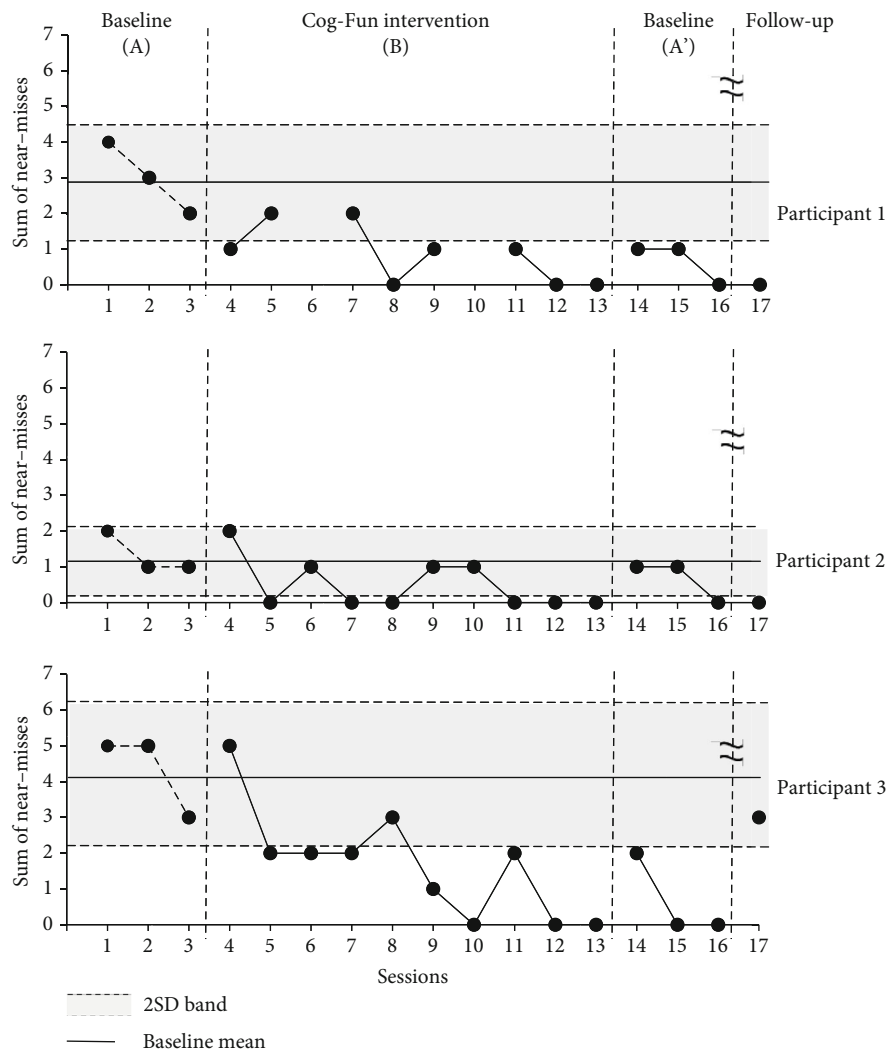 Baseline
(A)
Cog-Fun intervention
(B)
Baseline
(A’)
Follow-up
7
6
5
4
3
2
1
0
Sum of near–misses
1 2 3 4 5 6 7 8 9 10 11 12 13 14 15 16 17
Participant 1
7
6
5
4
3
2
1
0
Sum of near–misses
1 2 3 4 5 6 7 8 9 10 11 12 13 14 15 16 17
Participant 2
7
6
5
4
3
2
1
0
Sum of near–misses
1 2 3 4 5 6 7 8 9 10 11 12 13 14 15 16 17
Participant 3
Sessions
2SD band
Baseline mean